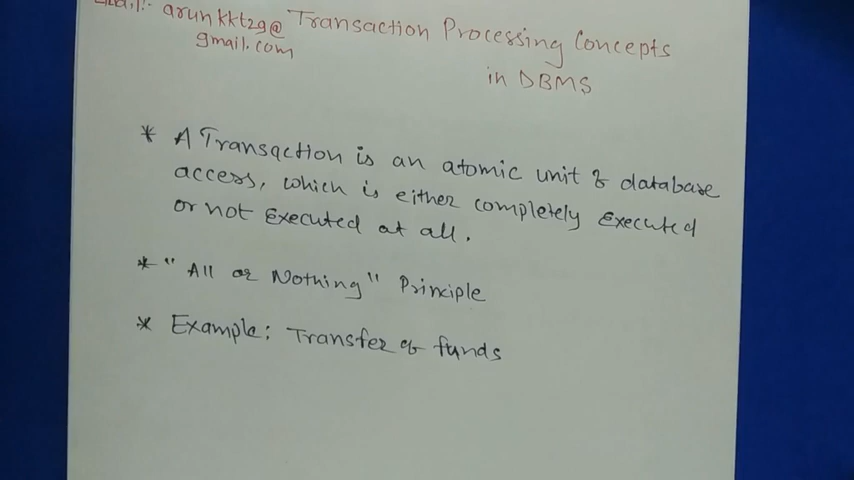 arunkkt29@
gmail.com
Transaction Processing Concepts
in DBMS
* A Transaction is an atomic unit of database
access, which is either completely executed
or not executed at all.
* "All or Nothing" Principle
* Example: Transfer of funds